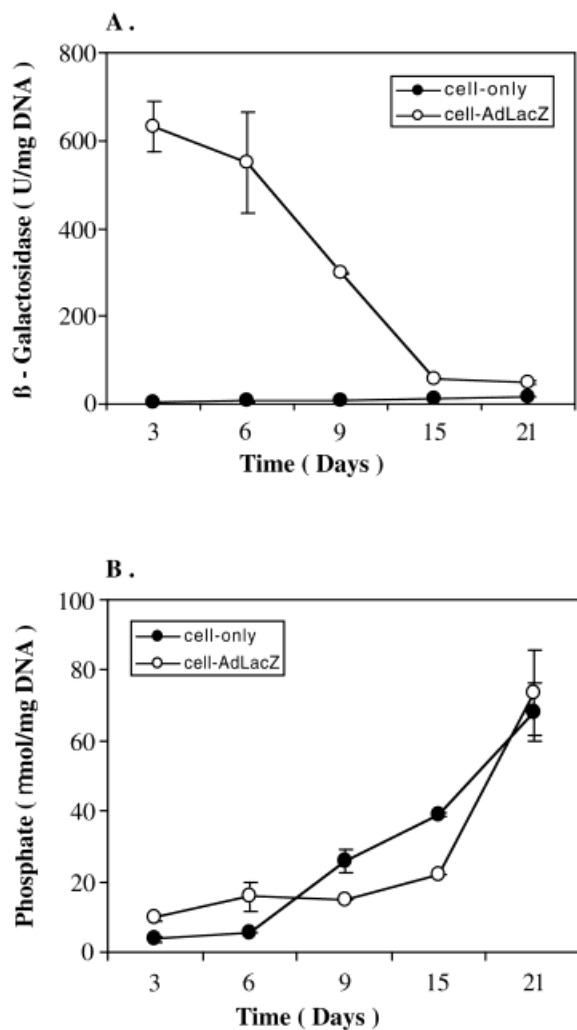 A .
800
600
400
200
0
ß - Galactosidase ( U/mg DNA )
cell-only
cell-AdLacZ
3 6 9 15 21
Time ( Days )
B .
100
80
60
40
20
0
Phosphate ( mmol/mg DNA )
cell-only
cell-AdLacZ
3 6 9 15 21
Time ( Days )